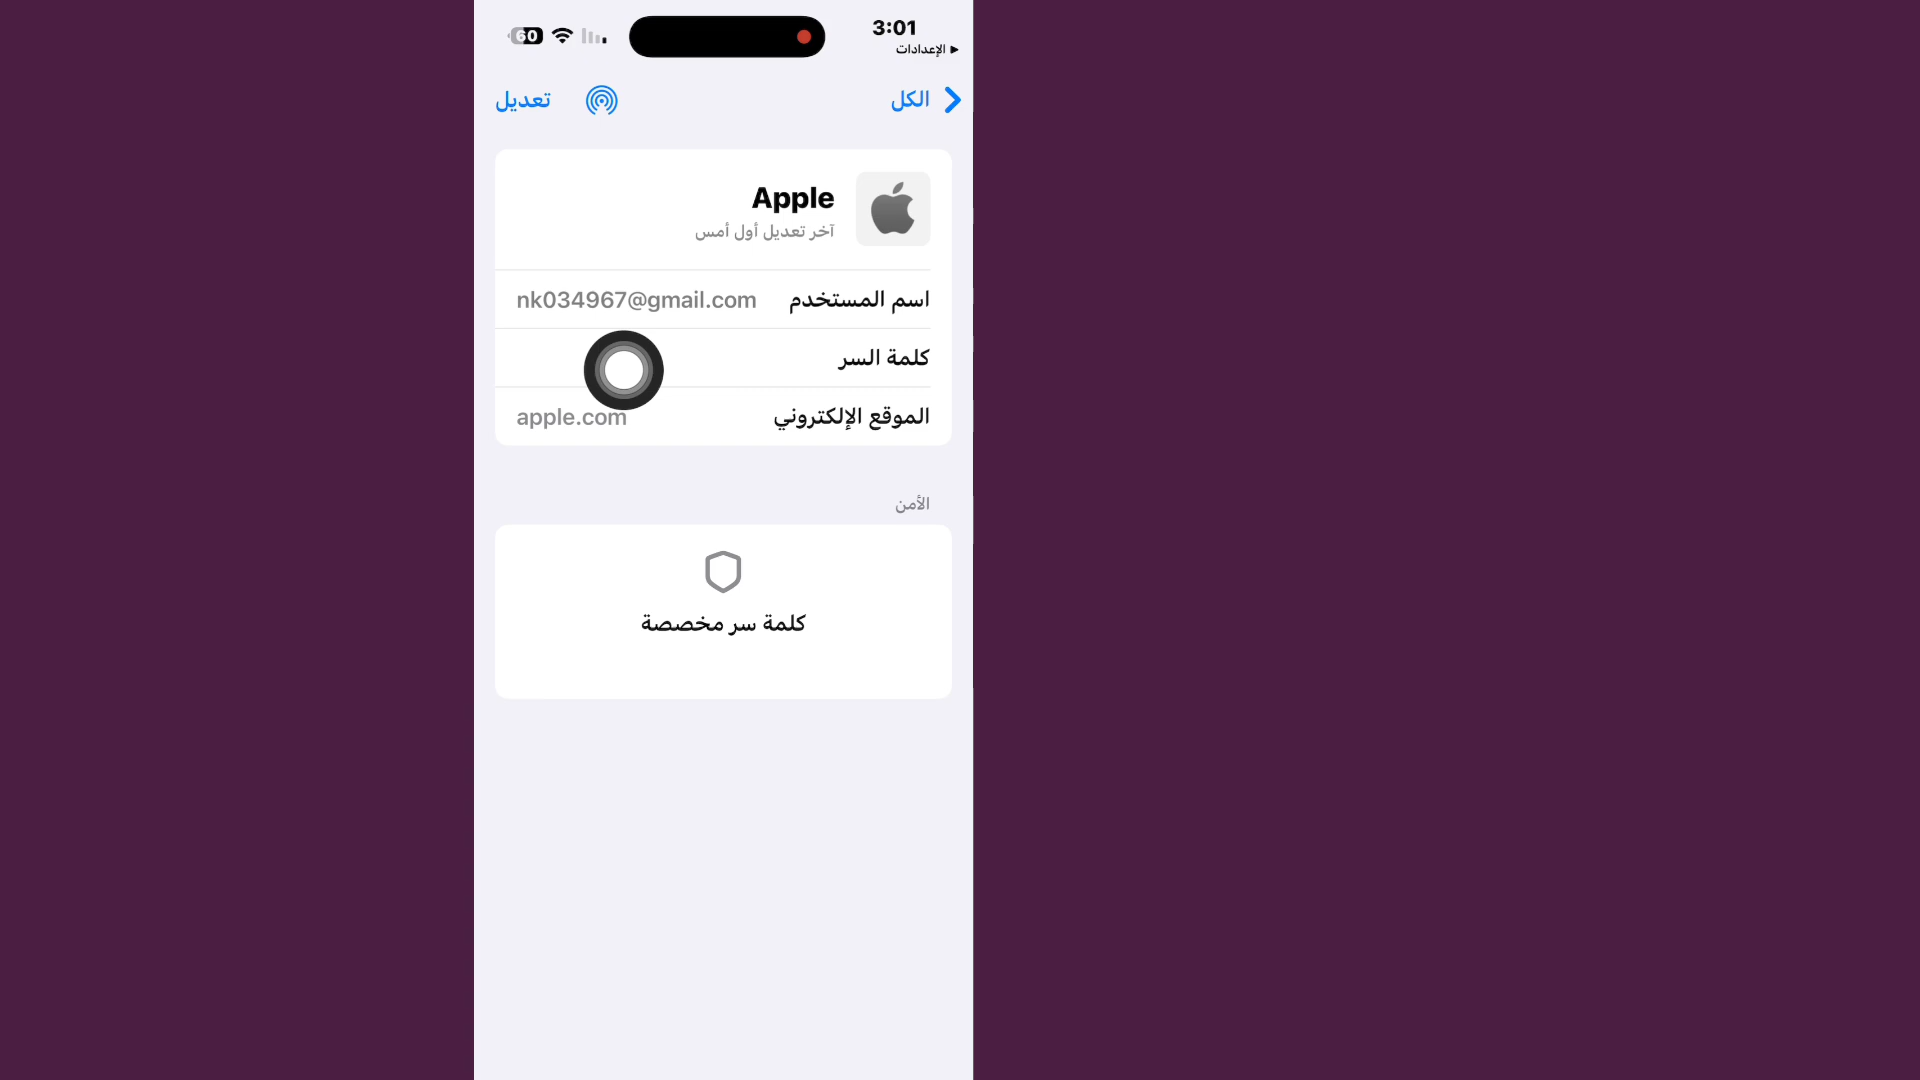 3:01
60
◀ الإعدادات
الكل
تعديل
Apple
آخر تعديل أول أمس
اسم المستخدم nk034967@gmail.com
كلمة السر
الموقع الإلكتروني apple.com
الأمن
كلمة سر مخصصة